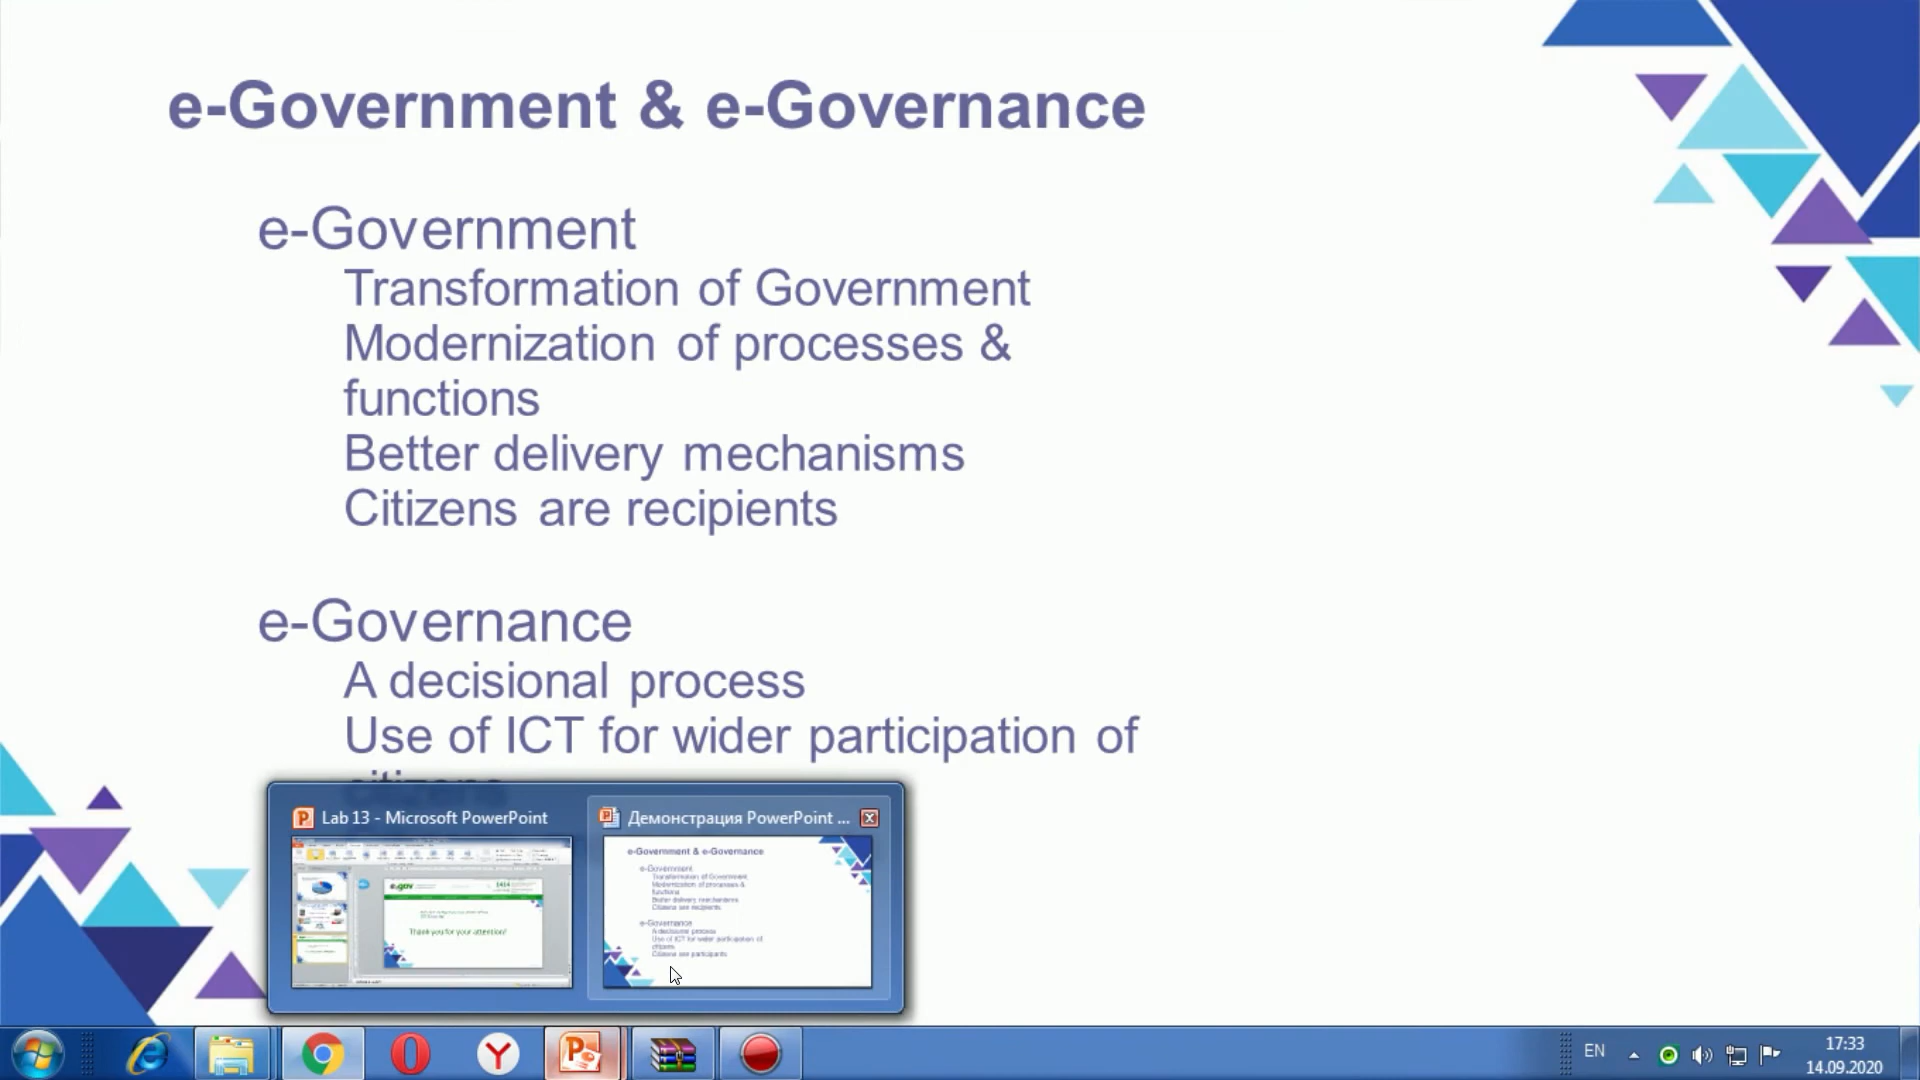 e-Government & e-Governance
e-Government
Transformation of Government
Modernization of processes &
functions
Better delivery mechanisms
Citizens are recipients
e-Governance
A decisional process
Use of ICT for wider participation of
citizens
Lab 13 - Microsoft PowerPoint
Демонстрация PowerPoint ...
e.gov
1414
Thank you for your attention!
e-Government & e-Governance
e-Government
Transformation of Government
Modernization of processes &
functions
Better delivery mechanisms
Citizens are recipients
e-Governance
A decisional process
Use of ICT for wider participation of
citizens
Citizens are participants
EN
17:33
14.09.2020